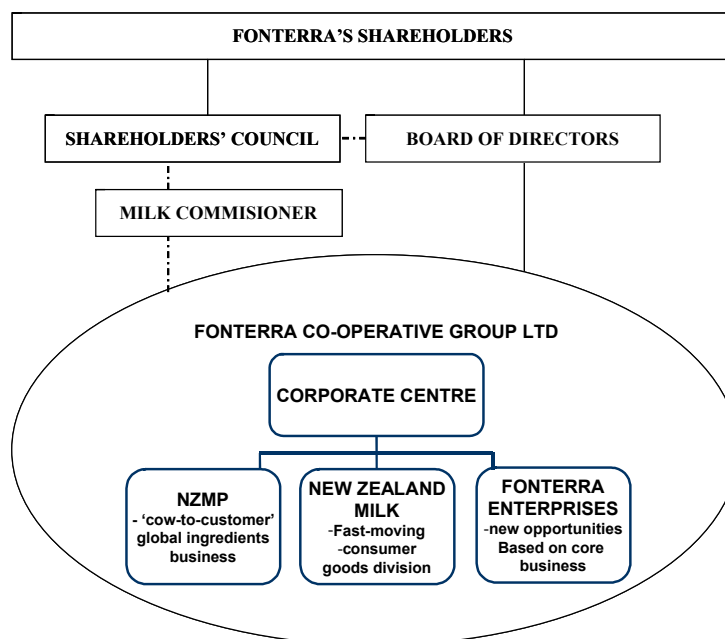 FONTERRA'S SHAREHOLDERS
SHAREHOLDERS' COUNCIL
BOARD OF DIRECTORS
MILK COMMISIONER
FONTERRA CO-OPERATIVE GROUP LTD
CORPORATE CENTRE
NZMP
- 'cow-to-customer'
global ingredients
business
NEW ZEALAND
MILK
-Fast-moving
-consumer
goods division
FONTERRA
ENTERPRISES
-new opportunities
Based on core
business